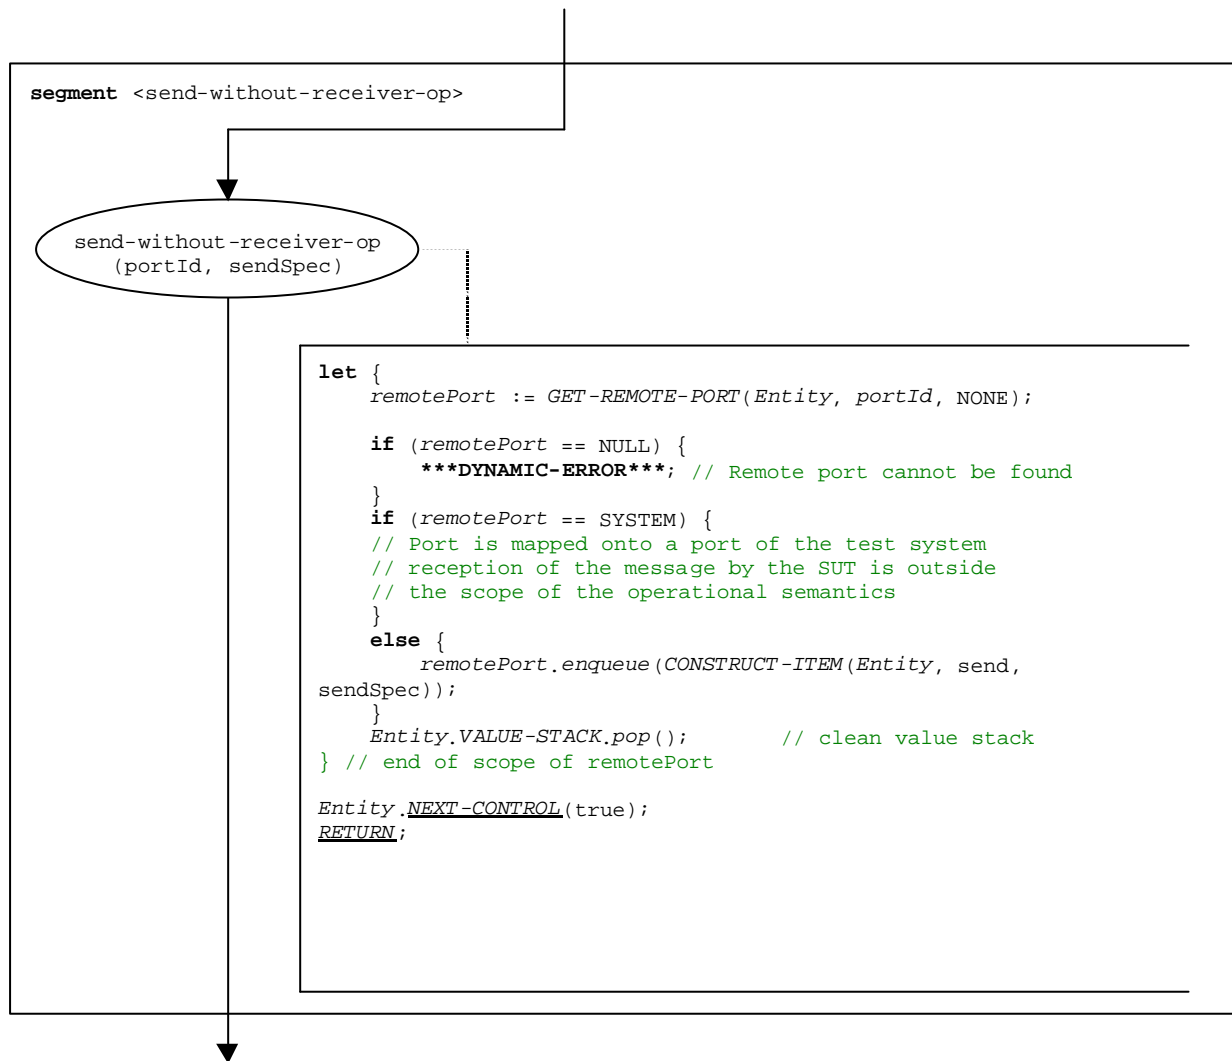 segment <send-without-receiver-op>
send-without-receiver-op
(portId, sendSpec)
let {
remotePort := GET-REMOTE-PORT(Entity, portId, NONE);
if (remotePort == NULL) {
***DYNAMIC-ERROR***; // Remote port cannot be found
}
if (remotePort == SYSTEM) {
// Port is mapped onto a port of the test system
// reception of the message by the SUT is outside
// the scope of the operational semantics
}
else {
remotePort.enqueue(CONSTRUCT-ITEM(Entity, send,
sendSpec));
}
Entity.VALUE-STACK.pop(); // clean value stack
} // end of scope of remotePort
Entity.NEXT-CONTROL(true);
RETURN;